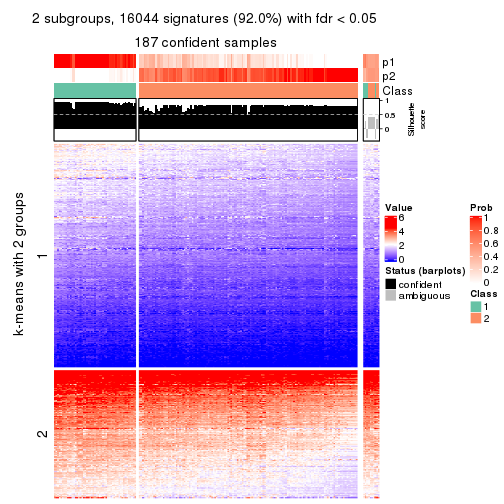 2 subgroups, 16044 signatures (92.0%) with fdr < 0.05
187 confident samples
p1
p2
Class
1
0.5
0
Silhouette
score
k-means with 2 groups
1
2
Value
6
4
2
0
Status (barplots)
confident
ambiguous
Prob
1
0.8
0.6
0.4
0.2
0
Class
1
2